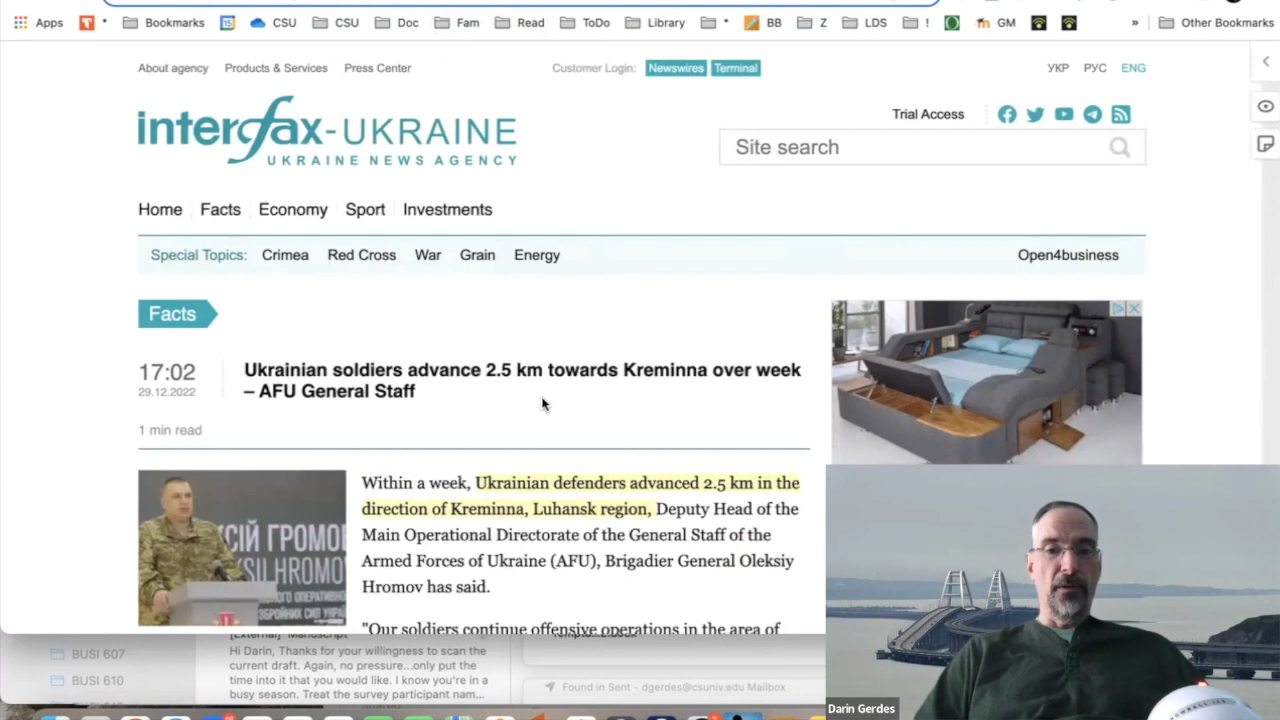 Apps
Bookmarks
CSU
CSU
Doc
Fam
Read
ToDo
Library
BB
Z
LDS
!
GM
»
Other Bookmarks
About agency
Products & Services
Press Center
Customer Login:
Newswires
Terminal
УКР
РУС
ENG
interfax-UKRAINE
UKRAINE NEWS AGENCY
Trial Access
Site search
Home
Facts
Economy
Sport
Investments
Special Topics:
Crimea
Red Cross
War
Grain
Energy
Open4business
Facts
17:02
29.12.2022
Ukrainian soldiers advance 2.5 km towards Kreminna over week
– AFU General Staff
1 min read
Within a week, Ukrainian defenders advanced 2.5 km in the
direction of Kreminna, Luhansk region, Deputy Head of the
Main Operational Directorate of the General Staff of the
Armed Forces of Ukraine (AFU), Brigadier General Oleksiy
Hromov has said.
"Our soldiers continue offensive operations in the area of
BUSI 607
BUSI 610
[External] Manuscript
Hi Darin, Thanks for your willingness to scan the
current draft. Again, no pressure...only put the
time into it that you would like. I know you're in a
busy season. Treat the survey participant nam...
Found in Sent - dgerdes@csuniv.edu Mailbox
Darin Gerdes